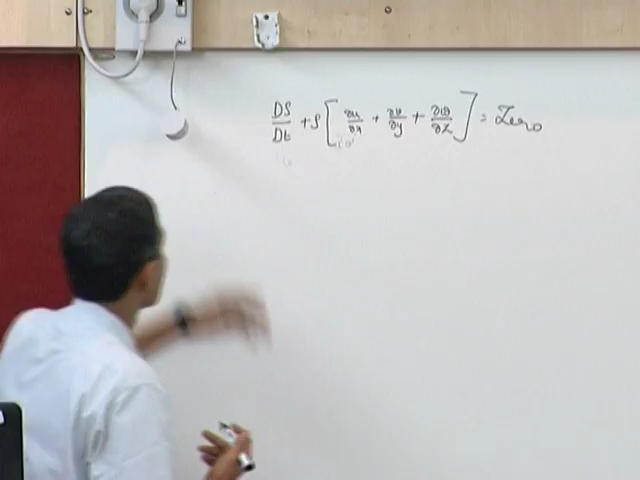 Dρ/Dt + ρ[∂u/∂x + ∂v/∂y + ∂w/∂z] = Zero